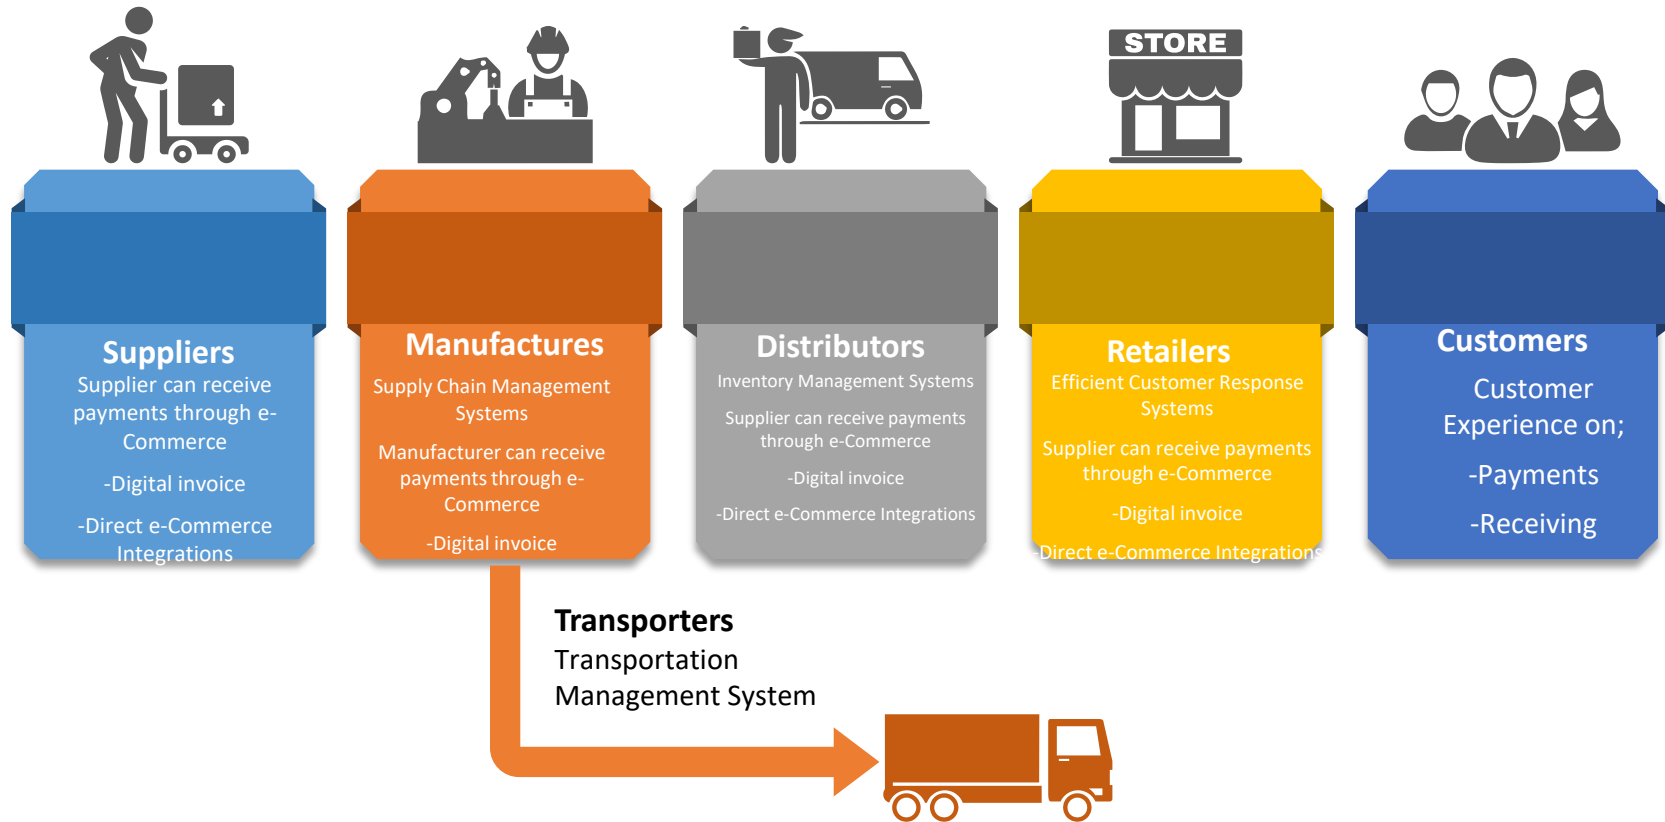 STORE
Suppliers
Supplier can receive
payments through e-
Commerce
-Digital invoice
-Direct e-Commerce
Integrations
Manufactures
Supply Chain Management
Systems
Manufacturer can receive
payments through e-
Commerce
-Digital invoice
Distributors
Inventory Management Systems
Supplier can receive payments
through e-Commerce
-Digital invoice
-Direct e-Commerce Integrations
Retailers
Efficient Customer Response
Systems
Supplier can receive payments
through e-Commerce
-Digital invoice
-Direct e-Commerce Integrations
Customers
Customer
Experience on;
-Payments
-Receiving
Transporters
Transportation
Management System